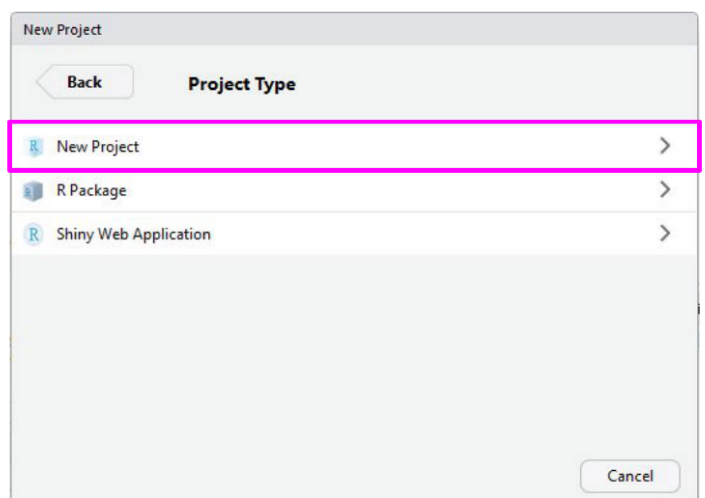 New Project
Back
Project Type
R New Project
R Package
R Shiny Web Application
Cancel